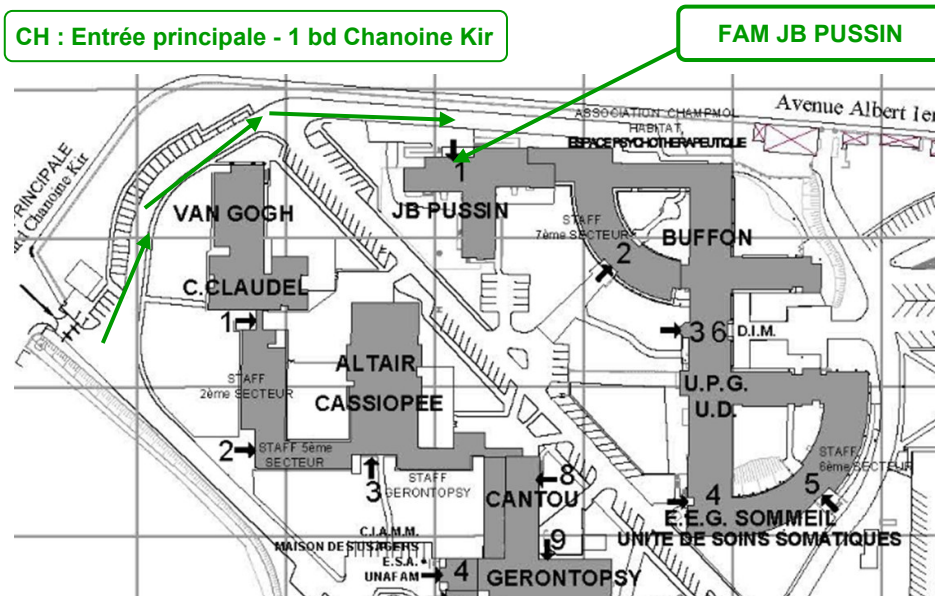 CH : Entrée principale - 1 bd Chanoine Kir
FAM JB PUSSIN
Avenue Albert Ier
ASSOCIATION CHAMPMOL
HABITAT,
ESPACE PSYCHOTHERAPEUTIQUE
PRINCIPALE
Chanoine Kir
1
VAN GOGH
JB PUSSIN
STAFF
7ème SECTEUR
2
BUFFON
C.CLAUDEL
1
3 6 D.I.M.
ALTAIR
STAFF
2ème SECTEUR
CASSIOPEE
U.P.G.
U.D.
2
STAFF 5ème
SECTEUR
3
STAFF
GERONTOPSY
8
CANTOU
STAFF
6ème SECTEUR
4
5
E.E.G. SOMMEIL
UNITE DE SOINS SOMATIQUES
C.I.A.M.M.
MAISON DES USAGERS
E.S.A.
UNAFAM
9
4
GERONTOPSY